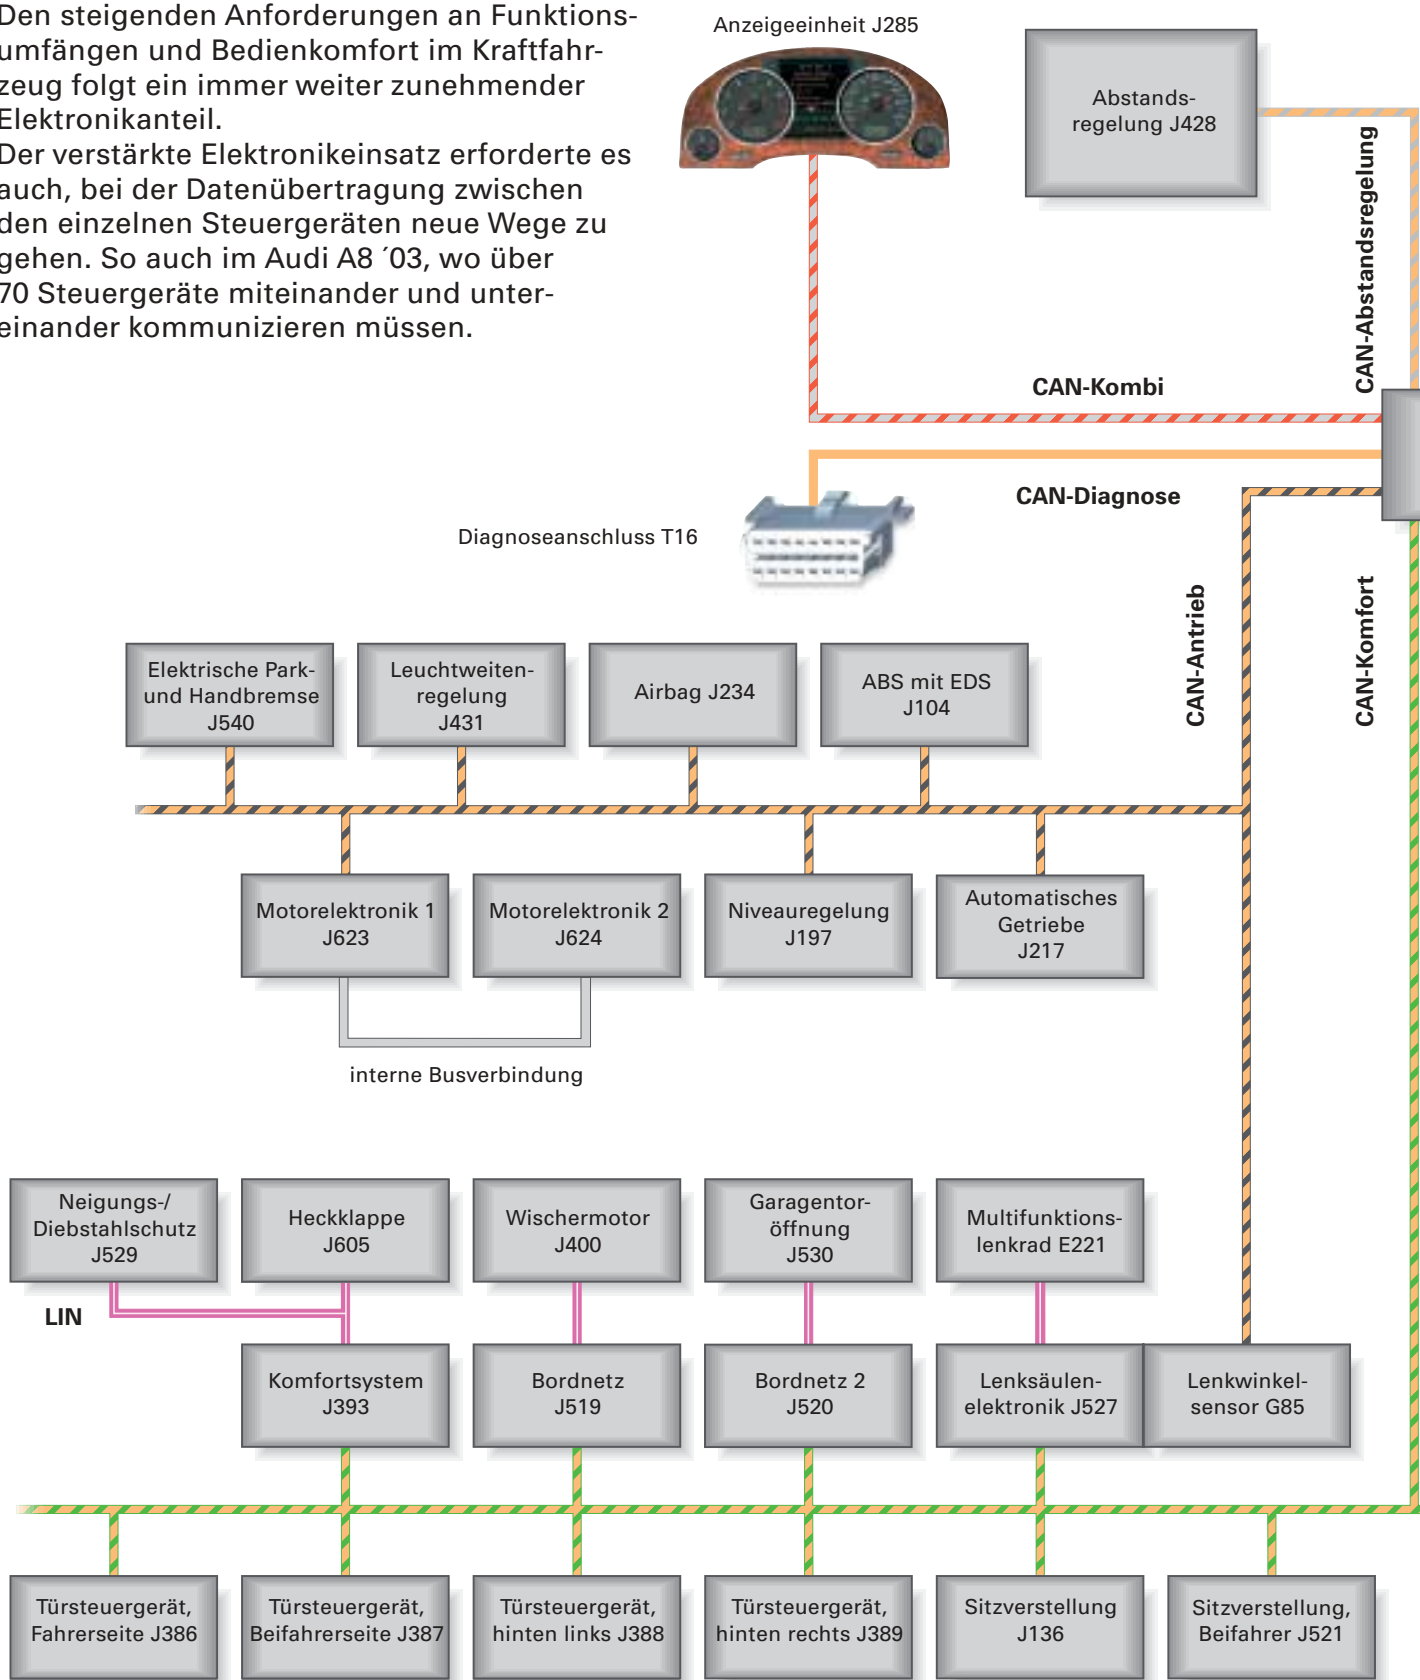 Den steigenden Anforderungen an Funktions-
umfängen und Bedienkomfort im Kraftfahr-
zeug folgt ein immer weiter zunehmender
Elektronikanteil.
Der verstärkte Elektronikeinsatz erforderte es
auch, bei der Datenübertragung zwischen
den einzelnen Steuergeräten neue Wege zu
gehen. So auch im Audi A8 ´03, wo über
70 Steuergeräte miteinander und unter-
einander kommunizieren müssen.
Anzeigeeinheit J285
Abstands-
regelung J428
CAN-Abstandsregelung
CAN-Kombi
CAN-Diagnose
Diagnoseanschluss T16
CAN-Antrieb
CAN-Komfort
Elektrische Park-
und Handbremse
J540
Leuchtweiten-
regelung
J431
Airbag J234
ABS mit EDS
J104
Motorelektronik 1
J623
Motorelektronik 2
J624
Niveauregelung
J197
Automatisches
Getriebe
J217
interne Busverbindung
Neigungs-/
Diebstahlschutz
J529
Heckklappe
J605
Wischermotor
J400
Garagentor-
öffnung
J530
Multifunktions-
lenkrad E221
LIN
Komfortsystem
J393
Bordnetz
J519
Bordnetz 2
J520
Lenksäulen-
elektronik J527
Lenkwinkel-
sensor G85
Türsteuergerät,
Fahrerseite J386
Türsteuergerät,
Beifahrerseite J387
Türsteuergerät,
hinten links J388
Türsteuergerät,
hinten rechts J389
Sitzverstellung
J136
Sitzverstellung,
Beifahrer J521